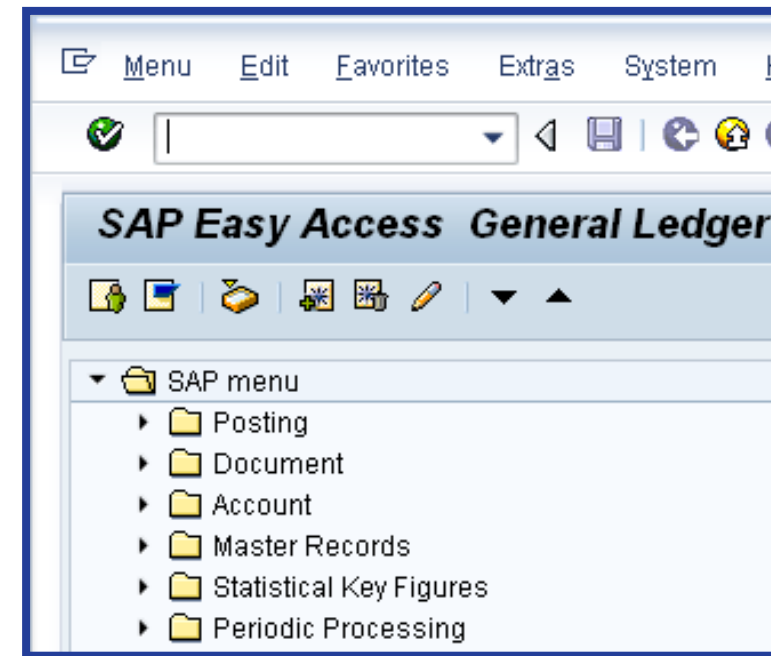 Menu Edit Favorites Extras System
SAP Easy Access General Ledger
SAP menu
Posting
Document
Account
Master Records
Statistical Key Figures
Periodic Processing